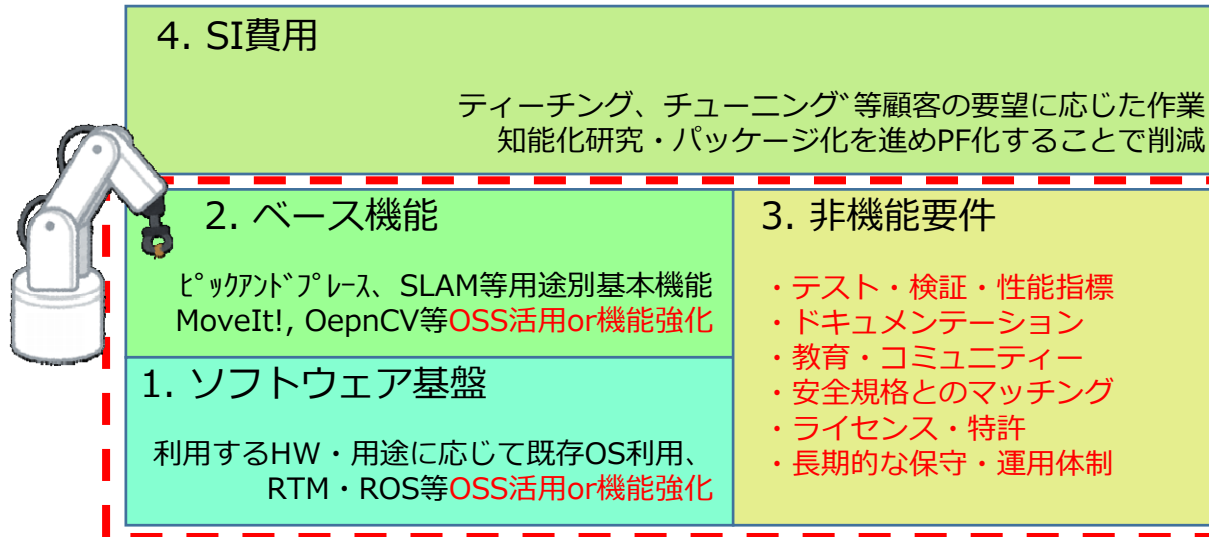 4. SI費用
ティーチング、チューニング゛等顧客の要望に応じた作業
知能化研究・パッケージ化を進めPF化することで削減
2. ベース機能
ﾋﾟｯｸｱﾝﾄﾞﾌﾟﾚｰｽ、SLAM等用途別基本機能
MoveIt!, OepnCV等OSS活用or機能強化
1. ソフトウェア基盤
利用するHW・用途に応じて既存OS利用、
RTM・ROS等OSS活用or機能強化
3. 非機能要件
・テスト・検証・性能指標
・ドキュメンテーション
・教育・コミュニティー
・安全規格とのマッチング
・ライセンス・特許
・長期的な保守・運用体制